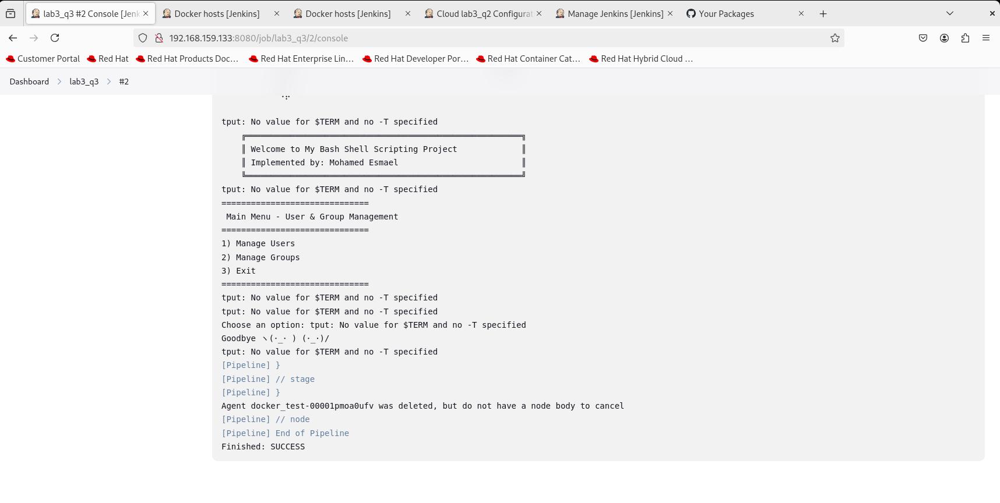 lab3_q3 #2 Console [Jenk
Docker hosts [Jenkins]
Docker hosts [Jenkins]
Cloud lab3_q2 Configurat
Manage Jenkins [Jenkins]
Your Packages
192.168.159.133:8080/job/lab3_q3/2/console
Customer Portal
Red Hat
Red Hat Products Doc…
Red Hat Enterprise Lin…
Red Hat Developer Por…
Red Hat Container Cat…
Red Hat Hybrid Cloud …
Dashboard > lab3_q3 > #2
tput: No value for $TERM and no -T specified
╔═════════════════════════════════════════════════════════╗
║ Welcome to My Bash Shell Scripting Project             ║
║ Implemented by: Mohamed Esmael                         ║
╚═════════════════════════════════════════════════════════╝
tput: No value for $TERM and no -T specified
==============================
Main Menu - User & Group Management
==============================
1) Manage Users
2) Manage Groups
3) Exit
==============================
tput: No value for $TERM and no -T specified
tput: No value for $TERM and no -T specified
Choose an option: tput: No value for $TERM and no -T specified
Goodbye ヽ(·_· ) (·_·)/
tput: No value for $TERM and no -T specified
[Pipeline] }
[Pipeline] // stage
[Pipeline] }
Agent docker_test-00001pmoa0ufv was deleted, but do not have a node body to cancel
[Pipeline] // node
[Pipeline] End of Pipeline
Finished: SUCCESS